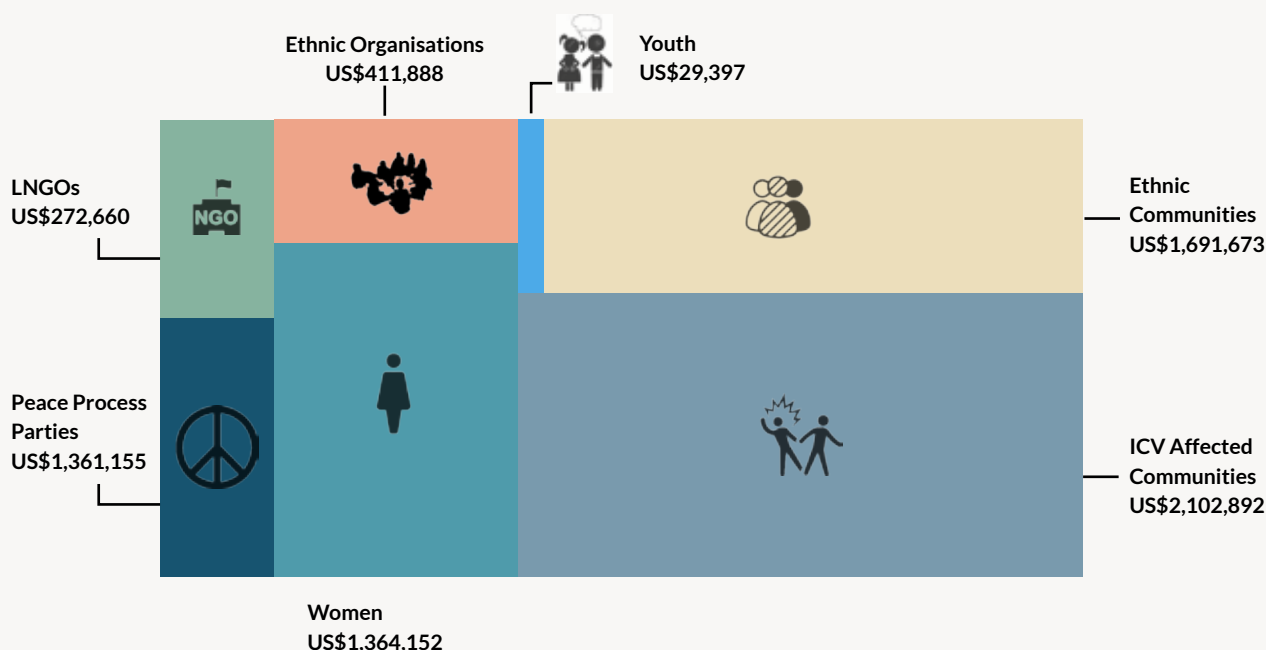 Ethnic Organisations
US$411,888
Youth
US$29,397
LNGOs
US$272,660
NGO
Ethnic
Communities
US$1,691,673
Peace Process
Parties
US$1,361,155
ICV Affected
Communities
US$2,102,892
Women
US$1,364,152